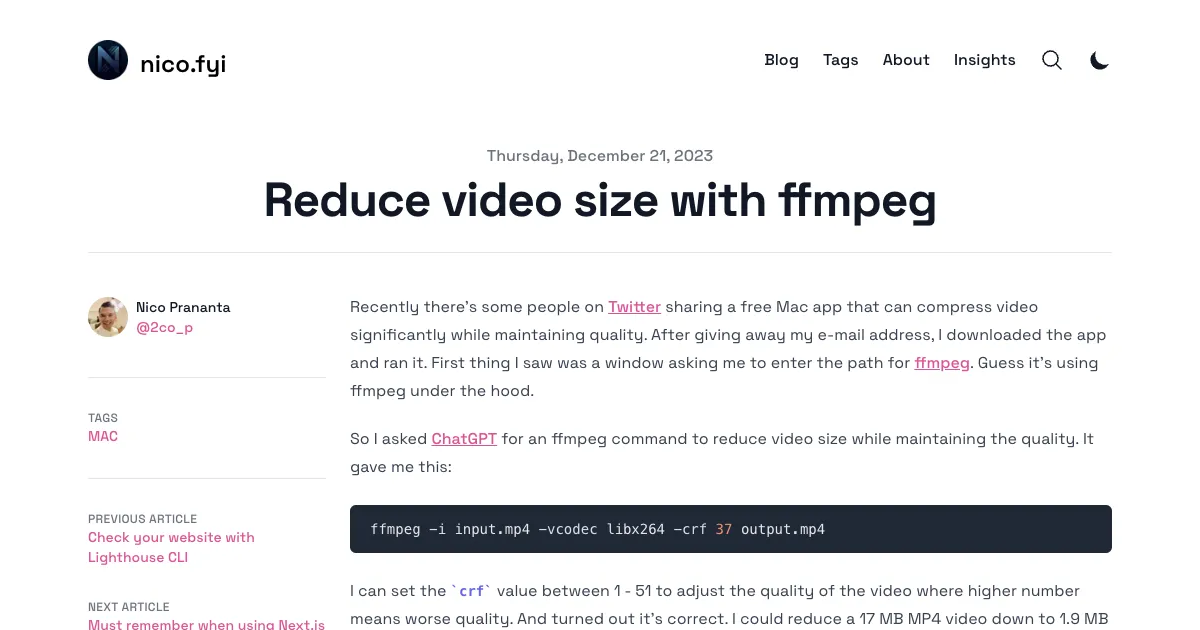 nico.fyi
Blog Tags About Insights
Thursday, December 21, 2023
Reduce video size with ffmpeg
Nico Prananta
@2co_p
TAGS
MAC
PREVIOUS ARTICLE
Check your website with
Lighthouse CLI
NEXT ARTICLE
Must remember when using Next.js
Recently there's some people on Twitter sharing a free Mac app that can compress video
significantly while maintaining quality. After giving away my e-mail address, I downloaded the app
and ran it. First thing I saw was a window asking me to enter the path for ffmpeg. Guess it's using
ffmpeg under the hood.
So I asked ChatGPT for an ffmpeg command to reduce video size while maintaining the quality. It
gave me this:
ffmpeg -i input.mp4 -vcodec libx264 -crf 37 output.mp4
I can set the `crf` value between 1 - 51 to adjust the quality of the video where higher number
means worse quality. And turned out it's correct. I could reduce a 17 MB MP4 video down to 1.9 MB